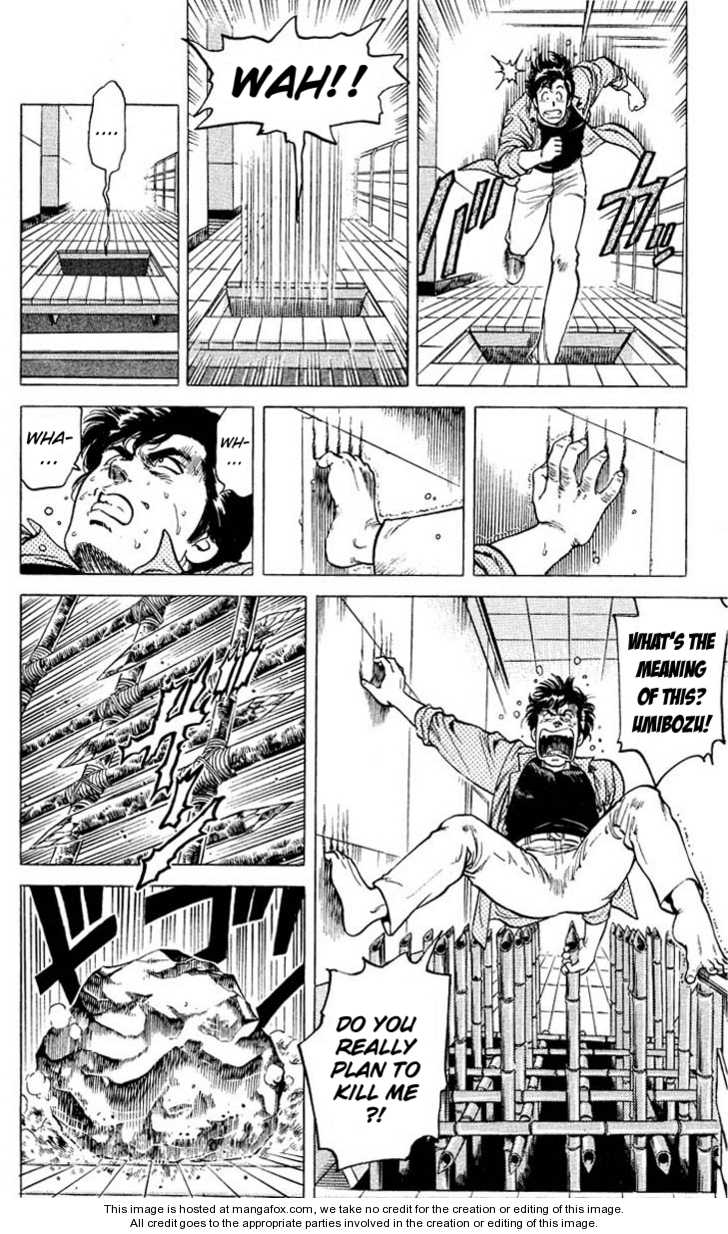 WAH!!
....
WH-
...
WHA-
...
WHAT'S THE
MEANING
OF THIS?
UMIBOZU!
DO YOU
REALLY
PLAN TO
KILL ME
?!
This image is hosted at mangafox.com, we take no credit for the creation or editing of this image.
All credit goes to the appropriate parties involved in the creation or editing of this image.